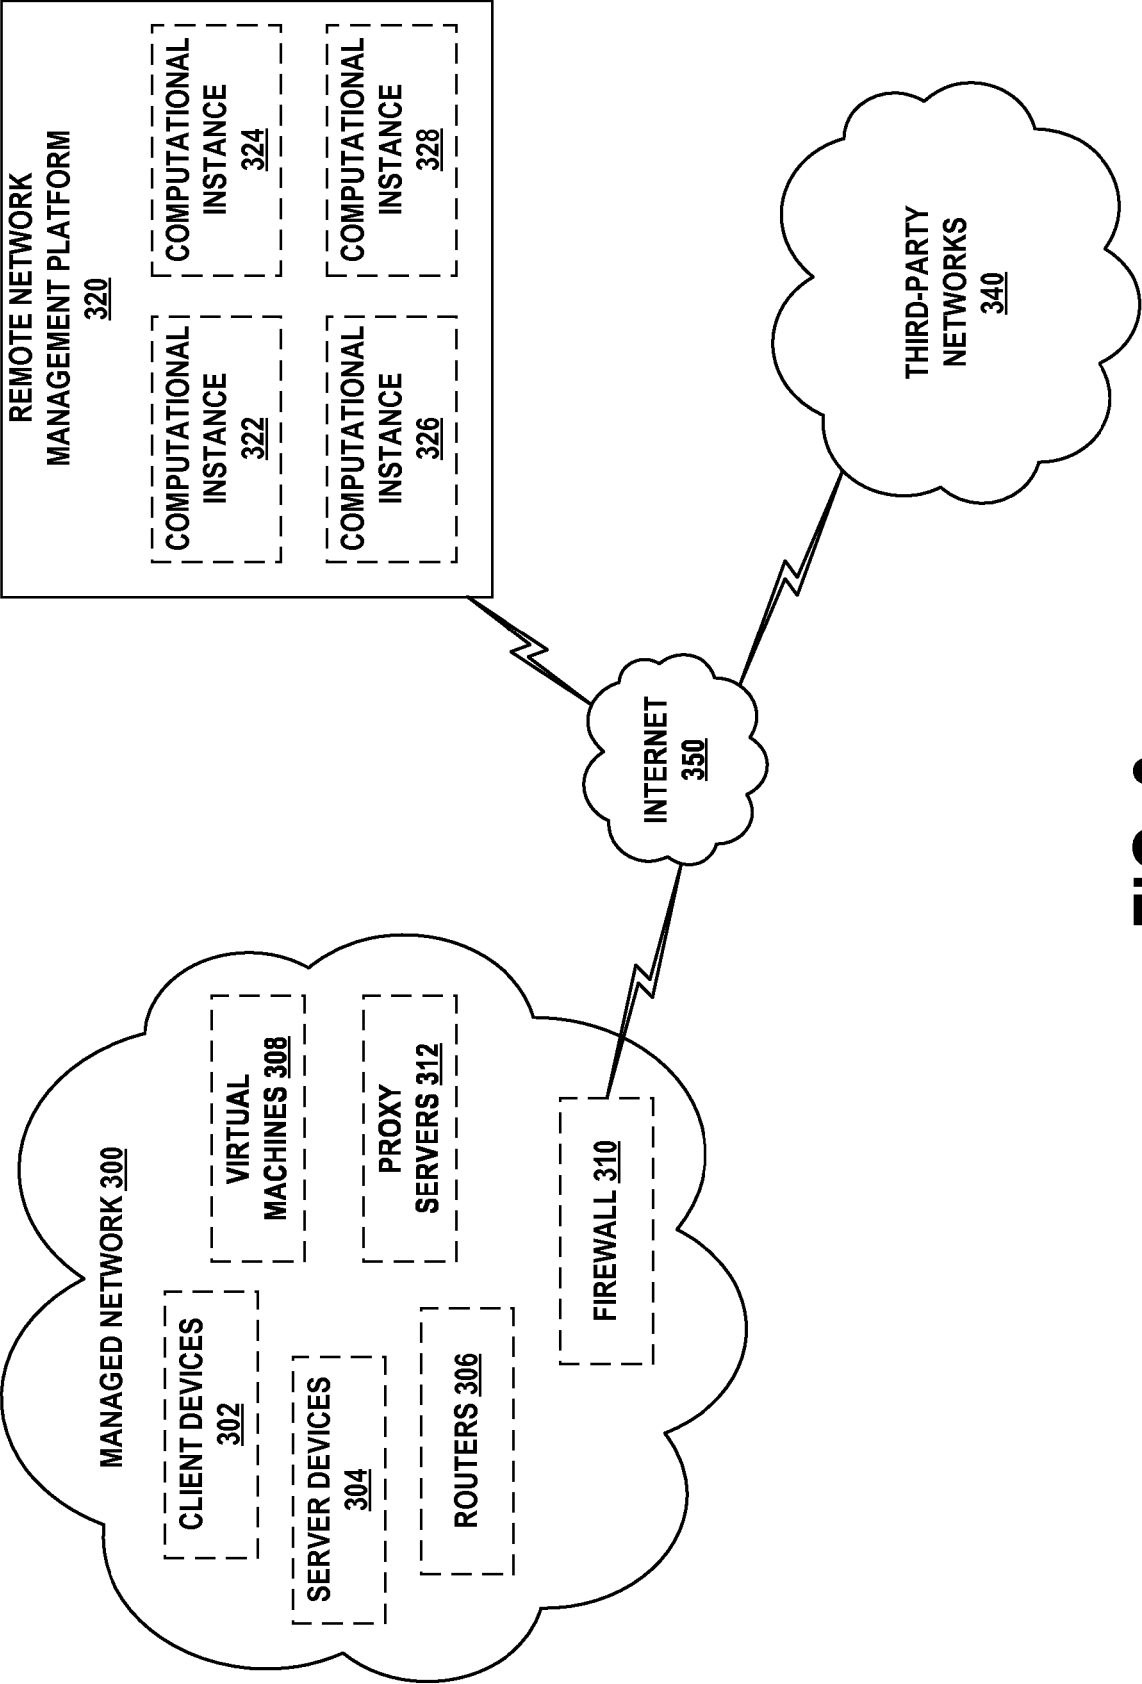 MANAGED NETWORK 300
CLIENT DEVICES
302
VIRTUAL
MACHINES 308
SERVER DEVICES
304
PROXY
SERVERS 312
ROUTERS 306
FIREWALL 310
INTERNET
350
REMOTE NETWORK
MANAGEMENT PLATFORM
320
COMPUTATIONAL
INSTANCE
322
COMPUTATIONAL
INSTANCE
324
COMPUTATIONAL
INSTANCE
326
COMPUTATIONAL
INSTANCE
328
THIRD-PARTY
NETWORKS
340